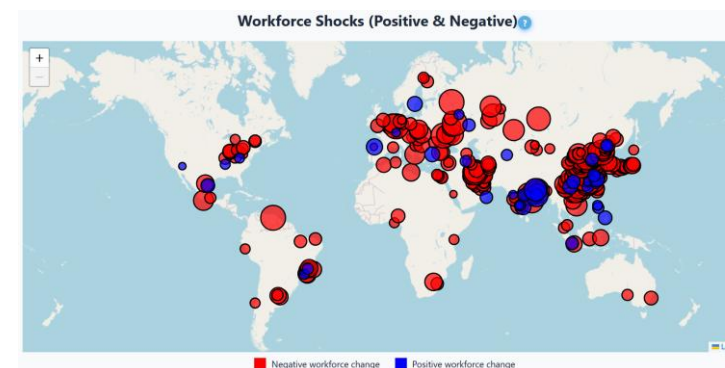 Workforce Shocks (Positive & Negative)?
+
−
Negative workforce change Positive workforce change